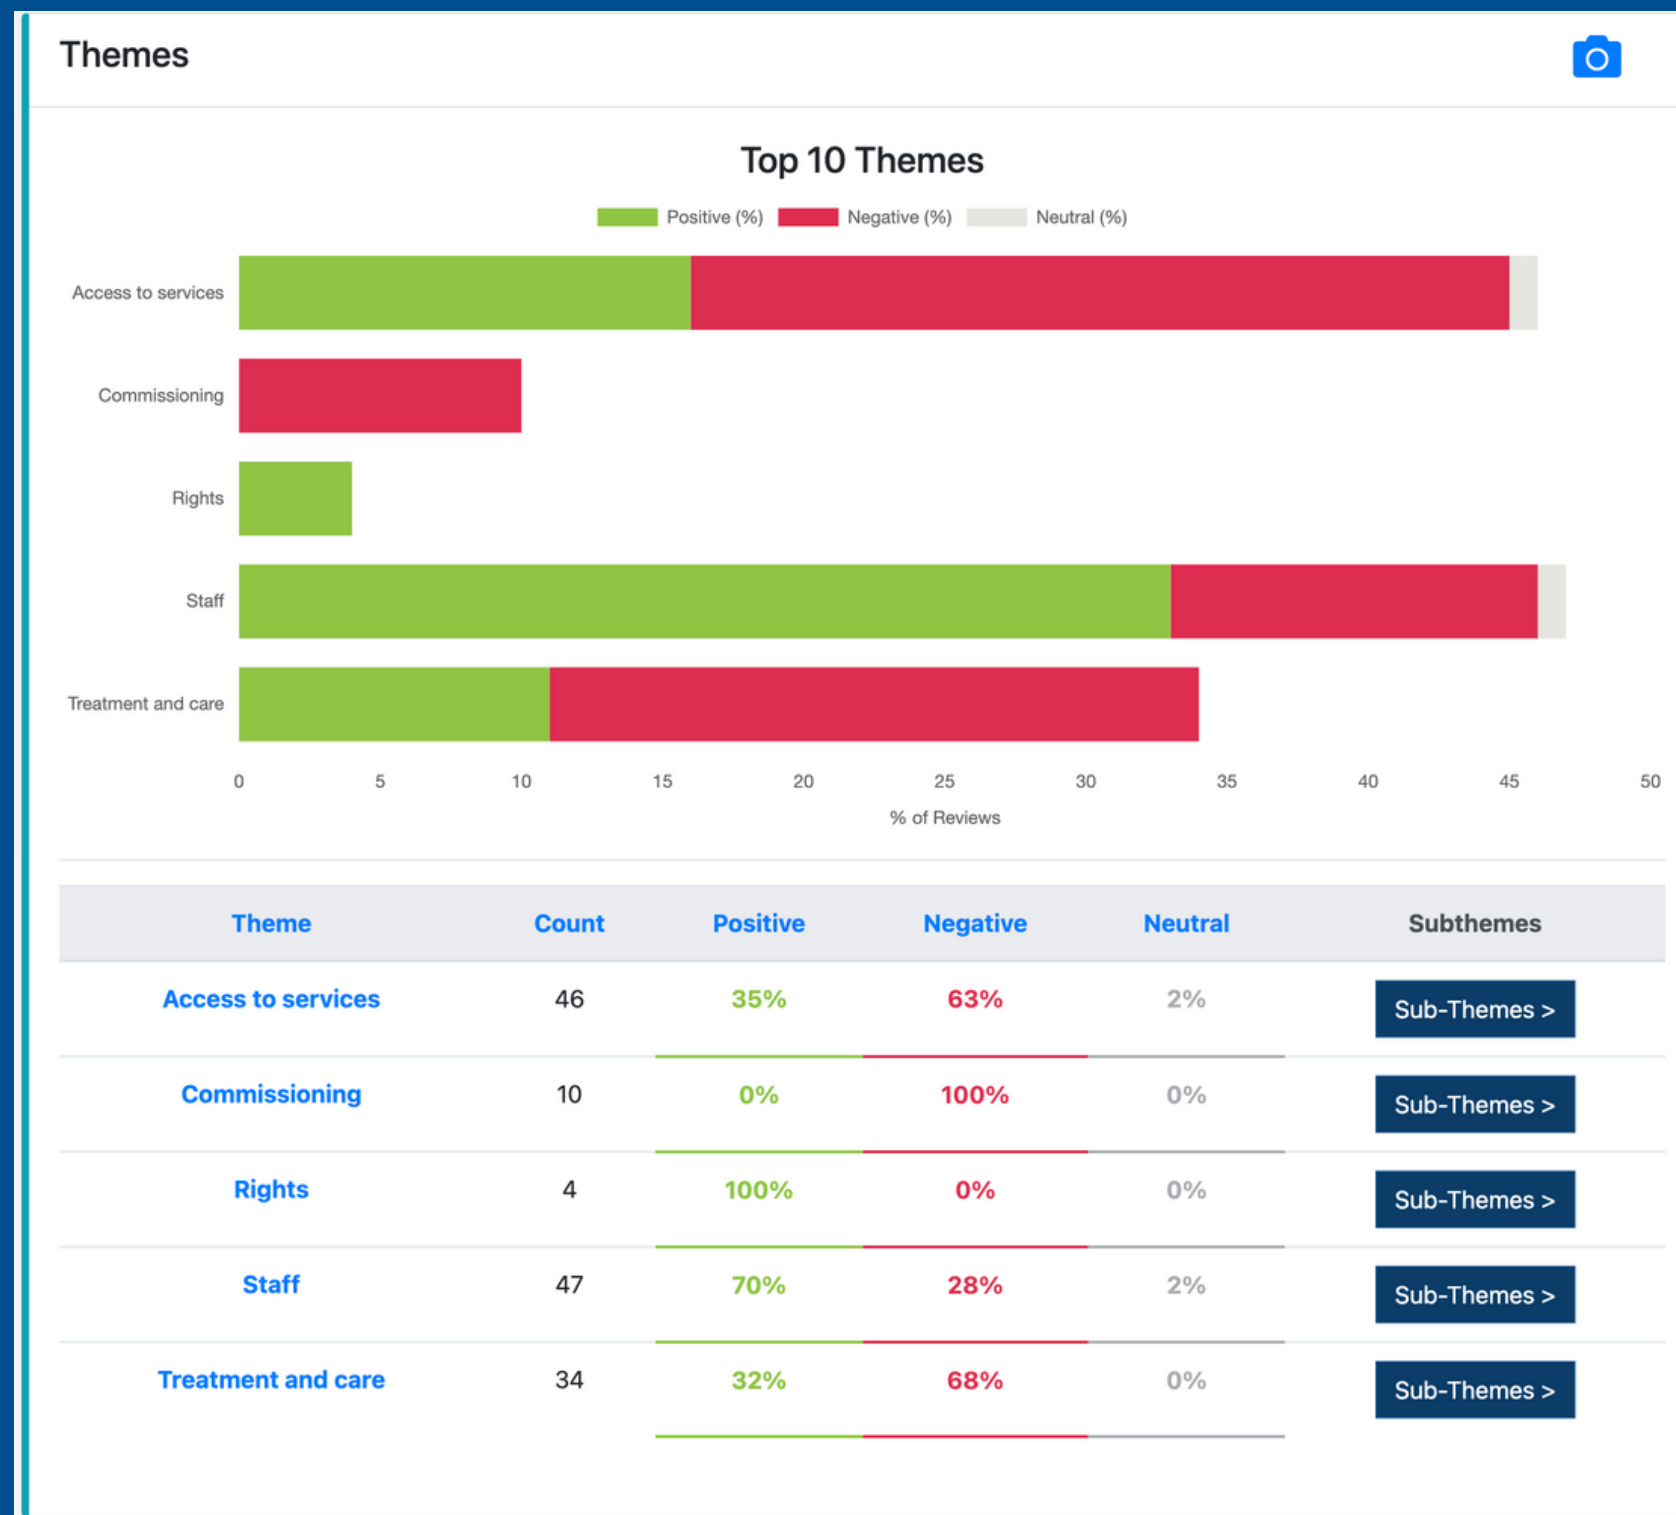 Themes
Top 10 Themes
Positive (%) Negative (%) Neutral (%)
Access to services
Commissioning
Rights
Staff
Treatment and care
0 5 10 15 20 25 30 35 40 45 50
% of Reviews
Theme Count Positive Negative Neutral Subthemes
Access to services 46 35% 63% 2% Sub-Themes >
Commissioning 10 0% 100% 0% Sub-Themes >
Rights 4 100% 0% 0% Sub-Themes >
Staff 47 70% 28% 2% Sub-Themes >
Treatment and care 34 32% 68% 0% Sub-Themes >